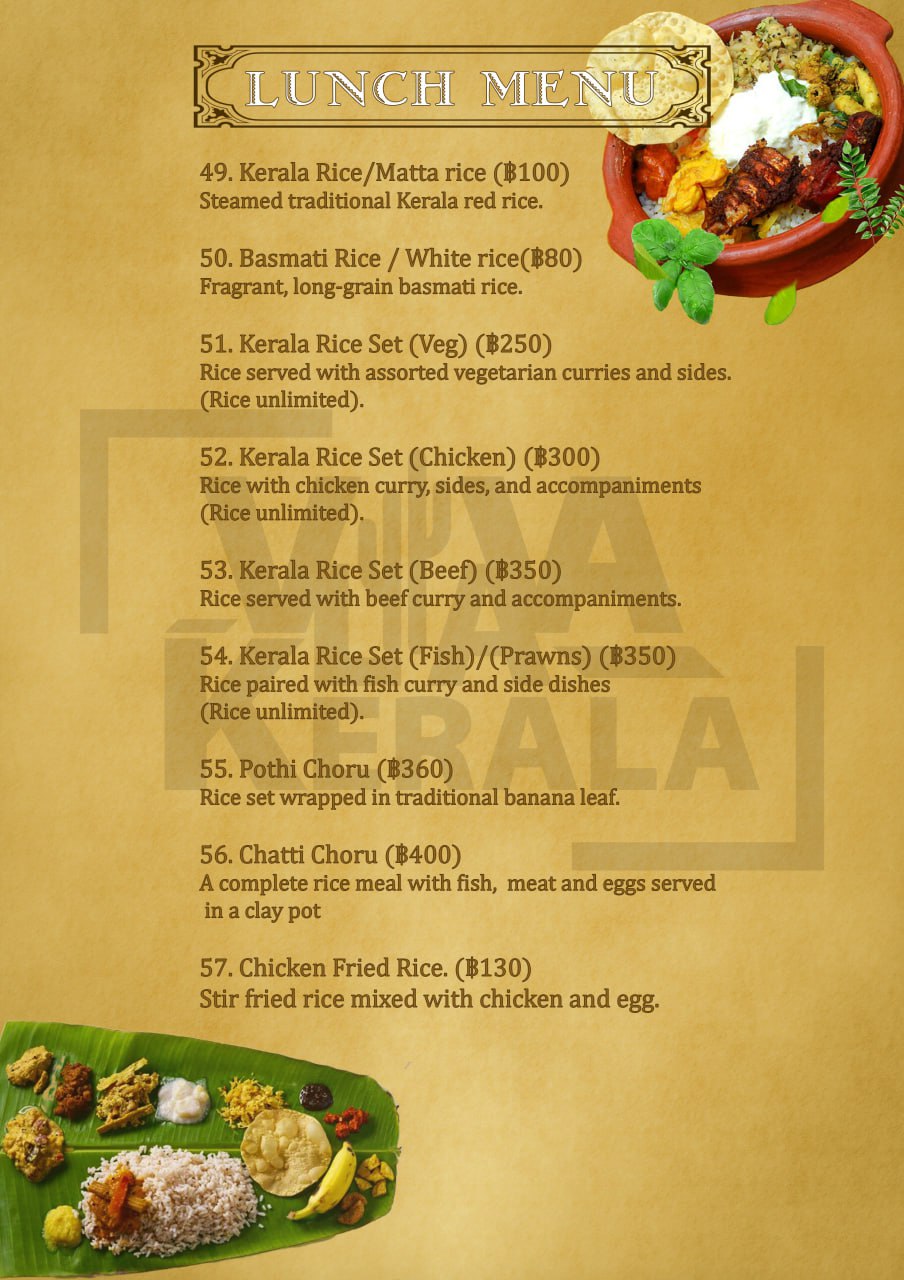 LUNCH MENU
49. Kerala Rice/Matta rice (฿100)
Steamed traditional Kerala red rice.
50. Basmati Rice / White rice(฿80)
Fragrant, long-grain basmati rice.
51. Kerala Rice Set (Veg) (฿250)
Rice served with assorted vegetarian curries and sides.
(Rice unlimited).
52. Kerala Rice Set (Chicken) (฿300)
Rice with chicken curry, sides, and accompaniments
(Rice unlimited).
53. Kerala Rice Set (Beef) (฿350)
Rice served with beef curry and accompaniments.
54. Kerala Rice Set (Fish)/(Prawns) (฿350)
Rice paired with fish curry and side dishes
(Rice unlimited).
55. Pothi Choru (฿360)
Rice set wrapped in traditional banana leaf.
56. Chatti Choru (฿400)
A complete rice meal with fish,  meat and eggs served
in a clay pot
57. Chicken Fried Rice. (฿130)
Stir fried rice mixed with chicken and egg.
KERALA